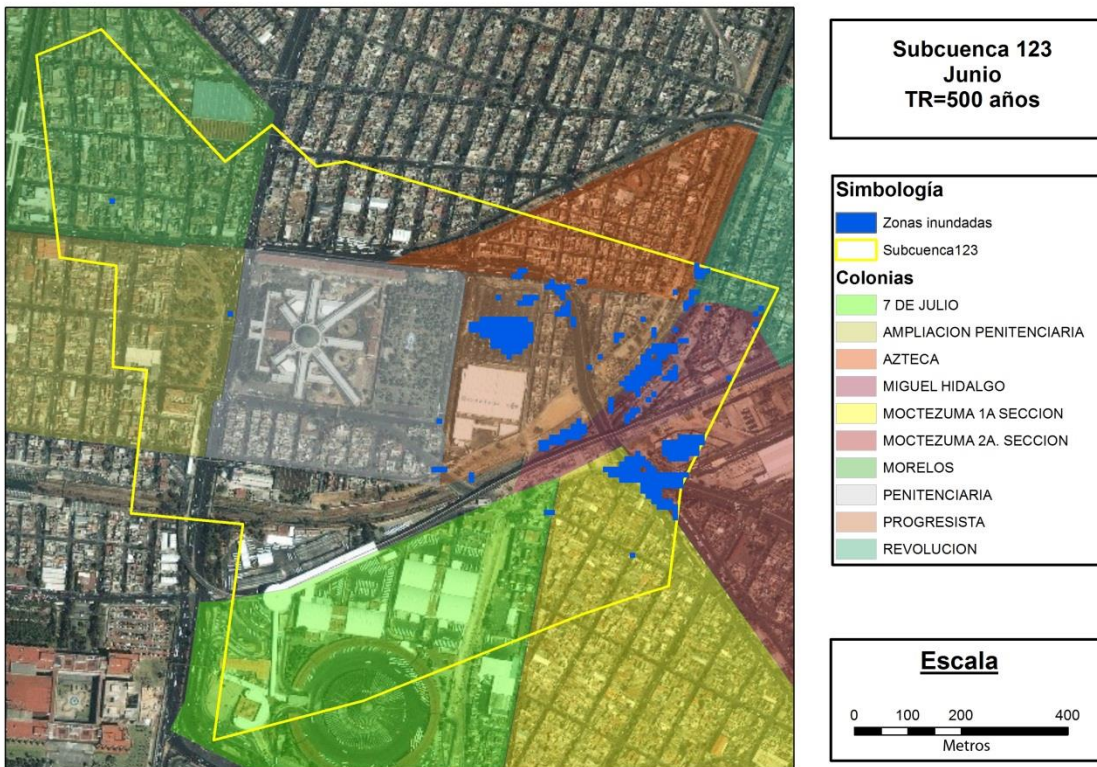 Subcuenca 123
Junio
TR=500 años
Simbología
Zonas inundadas
Subcuenca123
Colonias
7 DE JULIO
AMPLIACION PENITENCIARIA
AZTECA
MIGUEL HIDALGO
MOCTEZUMA 1A SECCION
MOCTEZUMA 2A. SECCION
MORELOS
PENITENCIARIA
PROGRESISTA
REVOLUCION
Escala
0 100 200 400
Metros